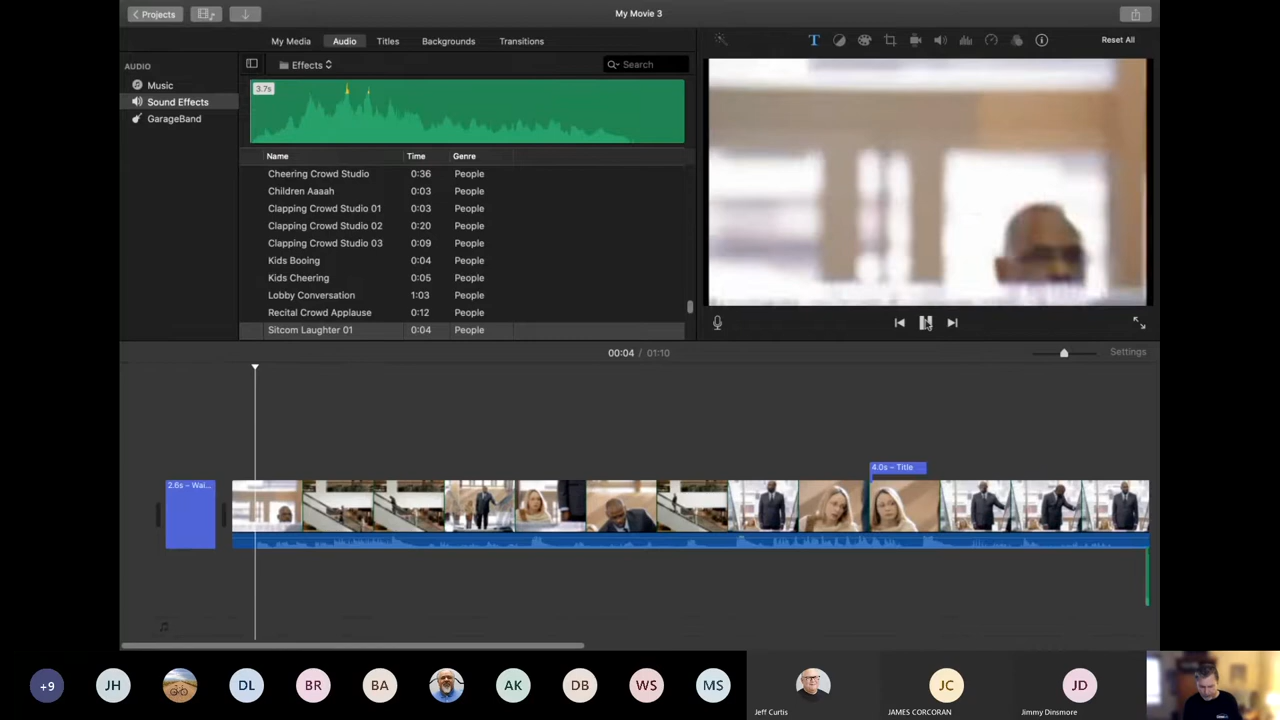 Projects
My Movie 3
My Media Audio Titles Backgrounds Transitions
Reset All
AUDIO
Effects
Search
Music
Sound Effects
GarageBand
3.7s
Name Time Genre
Cheering Crowd Studio 0:36 People
Children Aaaah 0:03 People
Clapping Crowd Studio 01 0:03 People
Clapping Crowd Studio 02 0:20 People
Clapping Crowd Studio 03 0:09 People
Kids Booing 0:04 People
Kids Cheering 0:05 People
Lobby Conversation 1:03 People
Recital Crowd Applause 0:12 People
Sitcom Laughter 01 0:04 People
00:04 / 01:10
Settings
4.0s – Title
2.6s – Wai...
+9 JH DL BR BA AK DB WS MS JC JD
Jeff Curtis JAMES CORCORAN Jimmy Dinsmore